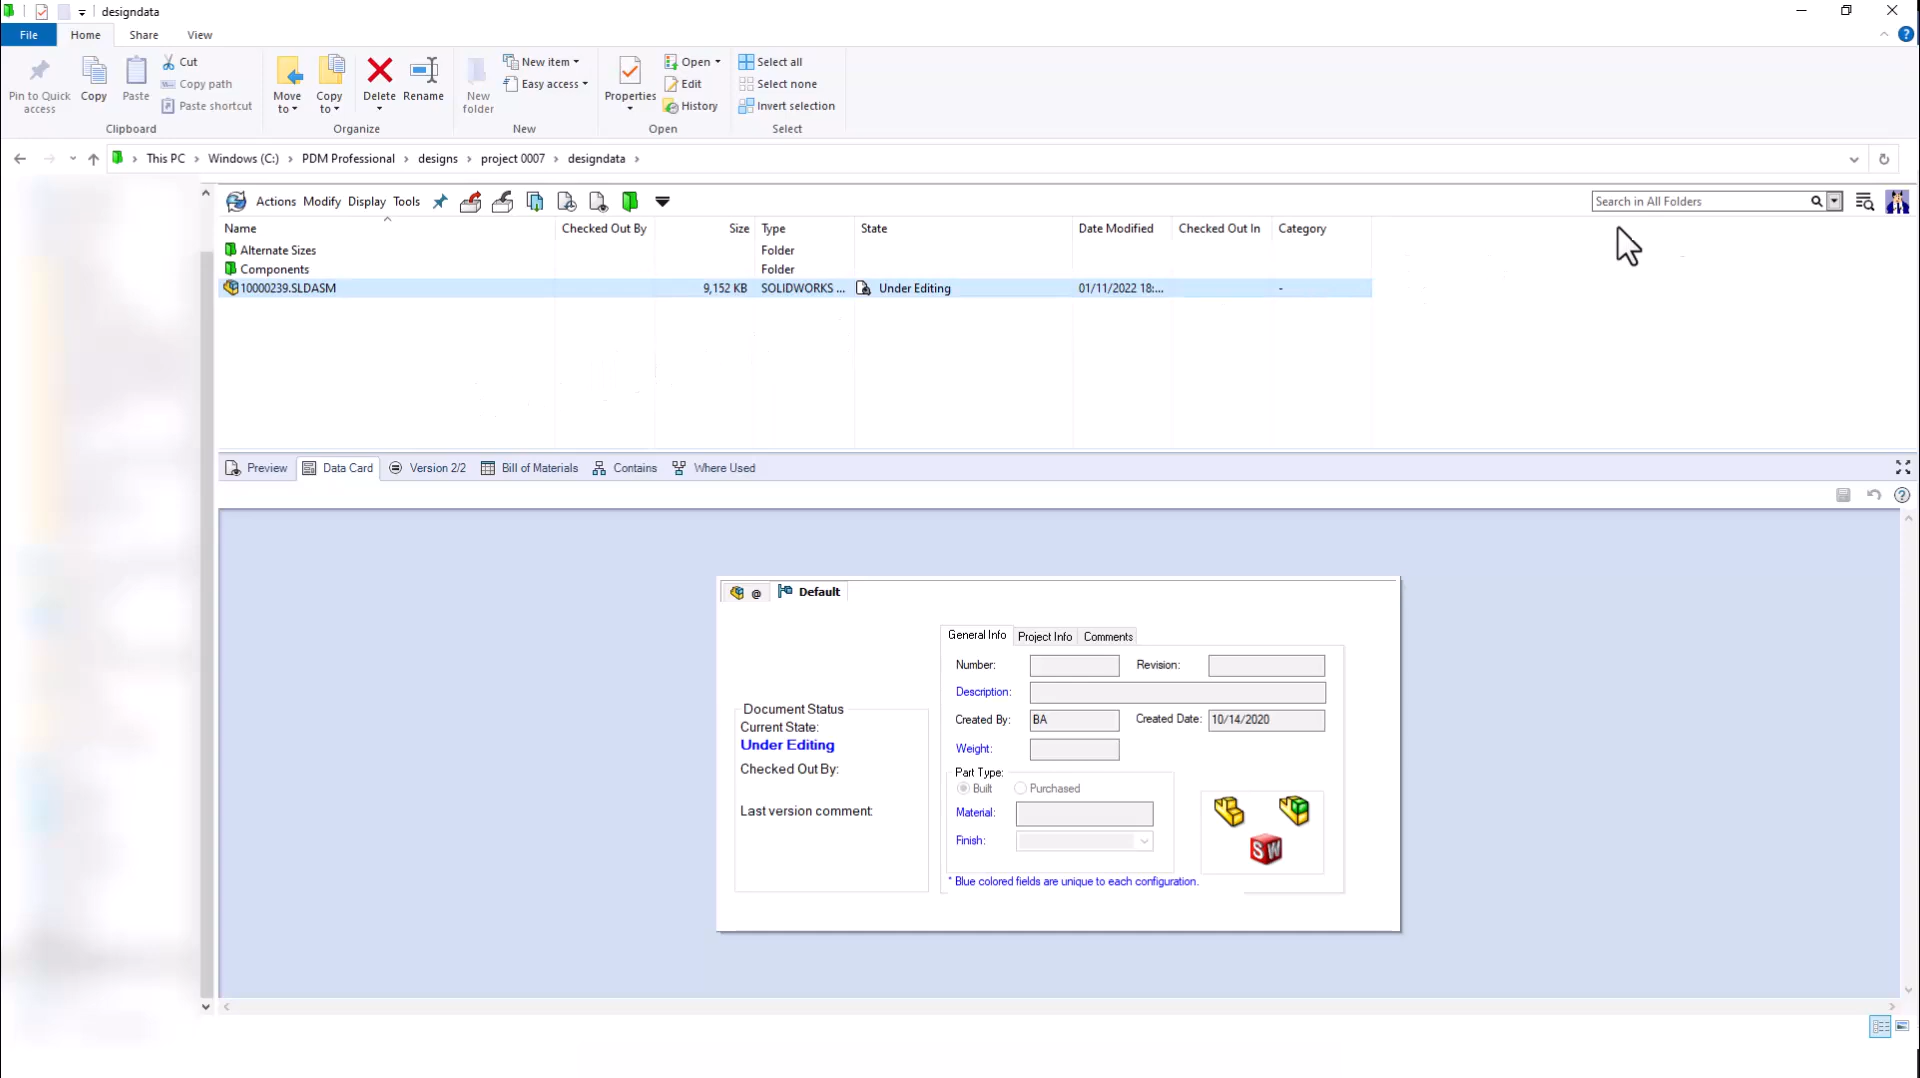 designdata
File Home Share View
Pin to Quick access
Copy
Paste
Cut
Copy path
Paste shortcut
Clipboard
Move to
Copy to
Delete
Rename
Organize
New folder
New item
Easy access
New
Properties
Open
Edit
History
Open
Select all
Select none
Invert selection
Select
This PC > Windows (C:) > PDM Professional > designs > project 0007 > designdata >
Actions Modify Display Tools
Search in All Folders
Name Checked Out By Size Type State Date Modified Checked Out In Category
Alternate Sizes Folder
Components Folder
10000239.SLDASM 9,152 KB SOLIDWORKS ... Under Editing 01/11/2022 18:... -
Preview Data Card Version 2/2 Bill of Materials Contains Where Used
@ Default
General Info Project Info Comments
Number: Revision:
Description:
Created By: BA Created Date: 10/14/2020
Weight:
Document Status
Current State:
Under Editing
Checked Out By:
Last version comment:
Part Type:
Built Purchased
Material:
Finish:
SW
* Blue colored fields are unique to each configuration.